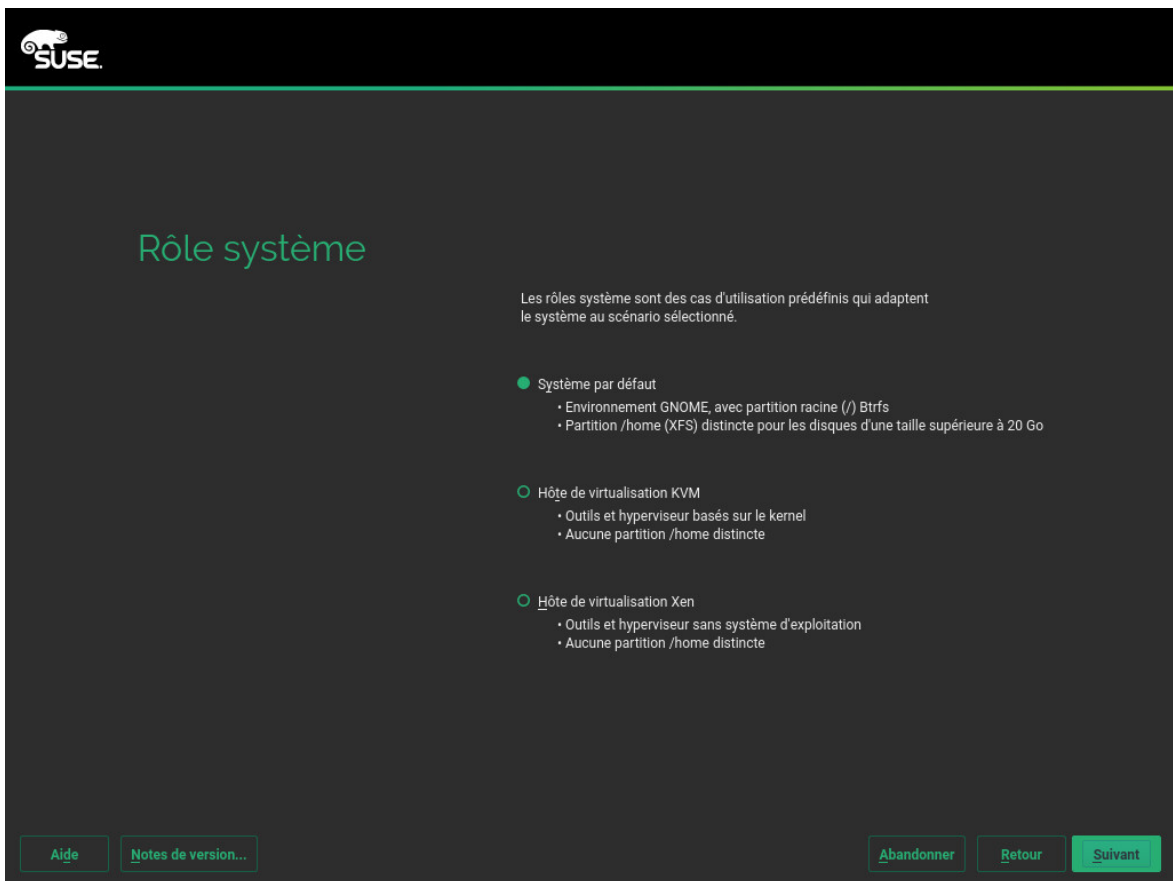 SUSE.
Rôle système
Les rôles système sont des cas d'utilisation prédéfinis qui adaptent
le système au scénario sélectionné.
Système par défaut
• Environnement GNOME, avec partition racine (/) Btrfs
• Partition /home (XFS) distincte pour les disques d'une taille supérieure à 20 Go
Hôte de virtualisation KVM
• Outils et hyperviseur basés sur le kernel
• Aucune partition /home distincte
Hôte de virtualisation Xen
• Outils et hyperviseur sans système d'exploitation
• Aucune partition /home distincte
Aide
Notes de version...
Abandonner
Retour
Suivant